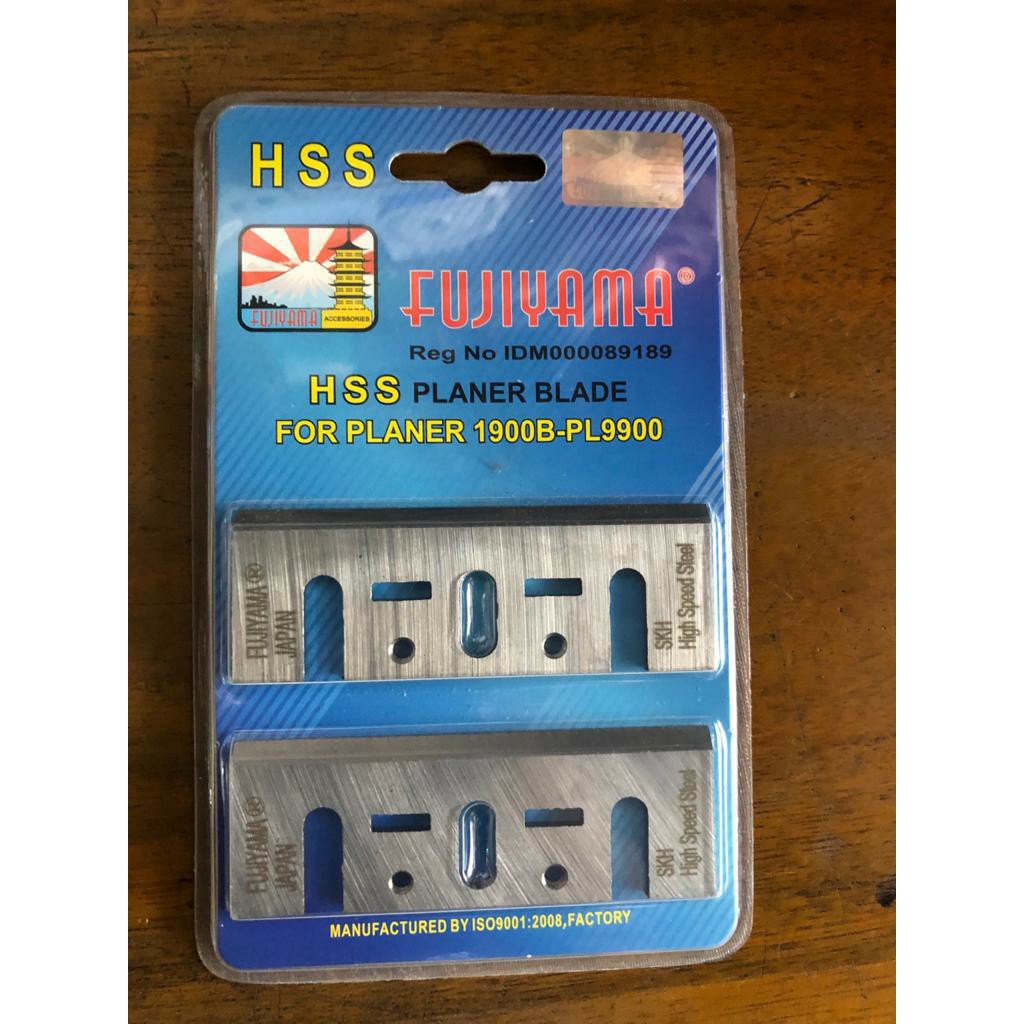 HSS
FUJIYAMA ACCESSORIES
FUJIYAMA®
Reg No IDM000089189
HSS PLANER BLADE
FOR PLANER 1900B-PL9900
FUJIYAMA®
JAPAN
SKH
High Speed Steel
FUJIYAMA®
JAPAN
SKH
High Speed Steel
MANUFACTURED BY ISO9001:2008,FACTORY